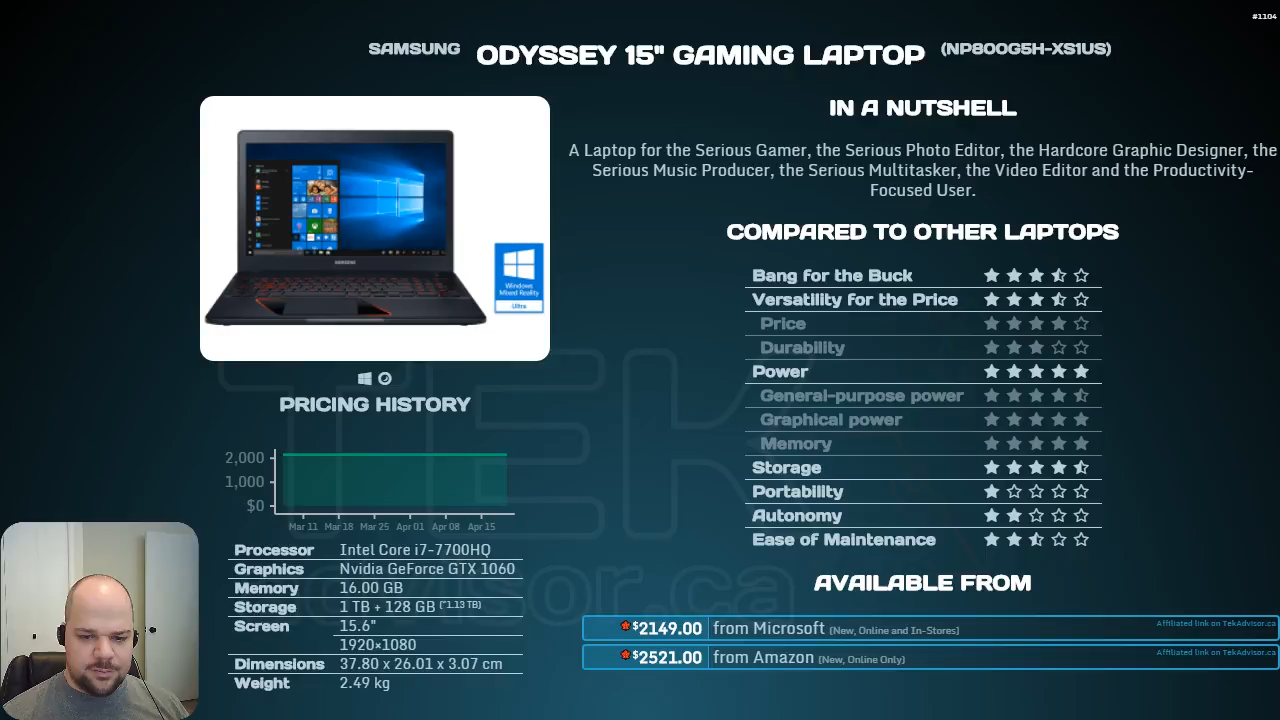 #1104
SAMSUNG ODYSSEY 15" GAMING LAPTOP (NP800G5H-XS1US)
IN A NUTSHELL
A Laptop for the Serious Gamer, the Serious Photo Editor, the Hardcore Graphic Designer, the
Serious Music Producer, the Serious Multitasker, the Video Editor and the Productivity-
Focused User.
COMPARED TO OTHER LAPTOPS
Bang for the Buck
Versatility for the Price
Price
Durability
Power
General-purpose power
Graphical power
Memory
Storage
Portability
Autonomy
Ease of Maintenance
SAMSUNG
Windows
Mixed Reality
Ultra
PRICING HISTORY
2,000
1,000
$0
Mar 11 Mar 18 Mar 25 Apr 01 Apr 08 Apr 15
Processor Intel Core i7-7700HQ
Graphics Nvidia GeForce GTX 1060
Memory 16.00 GB
Storage 1 TB + 128 GB (~1.13 TB)
Screen 15.6"
1920×1080
Dimensions 37.80 x 26.01 x 3.07 cm
Weight 2.49 kg
AVAILABLE FROM
$2149.00 from Microsoft (New, Online and In-Stores) Affiliated link on TekAdvisor.ca
$2521.00 from Amazon (New, Online Only) Affiliated link on TekAdvisor.ca